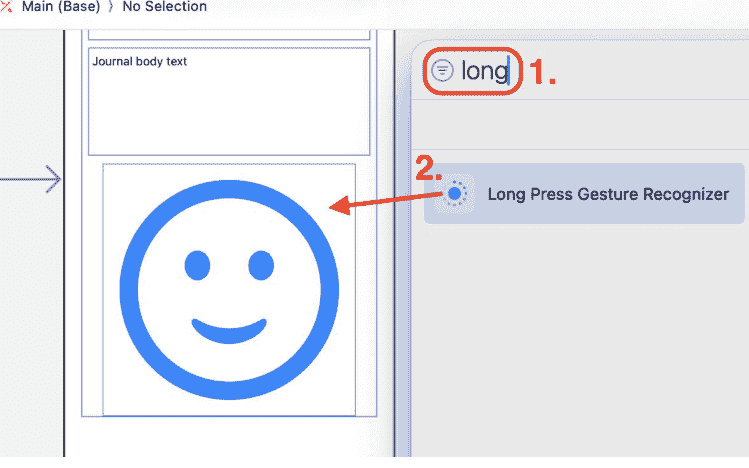 Main (Base) 〉 No Selection
Journal body text
long
1.
2.
Long Press Gesture Recognizer